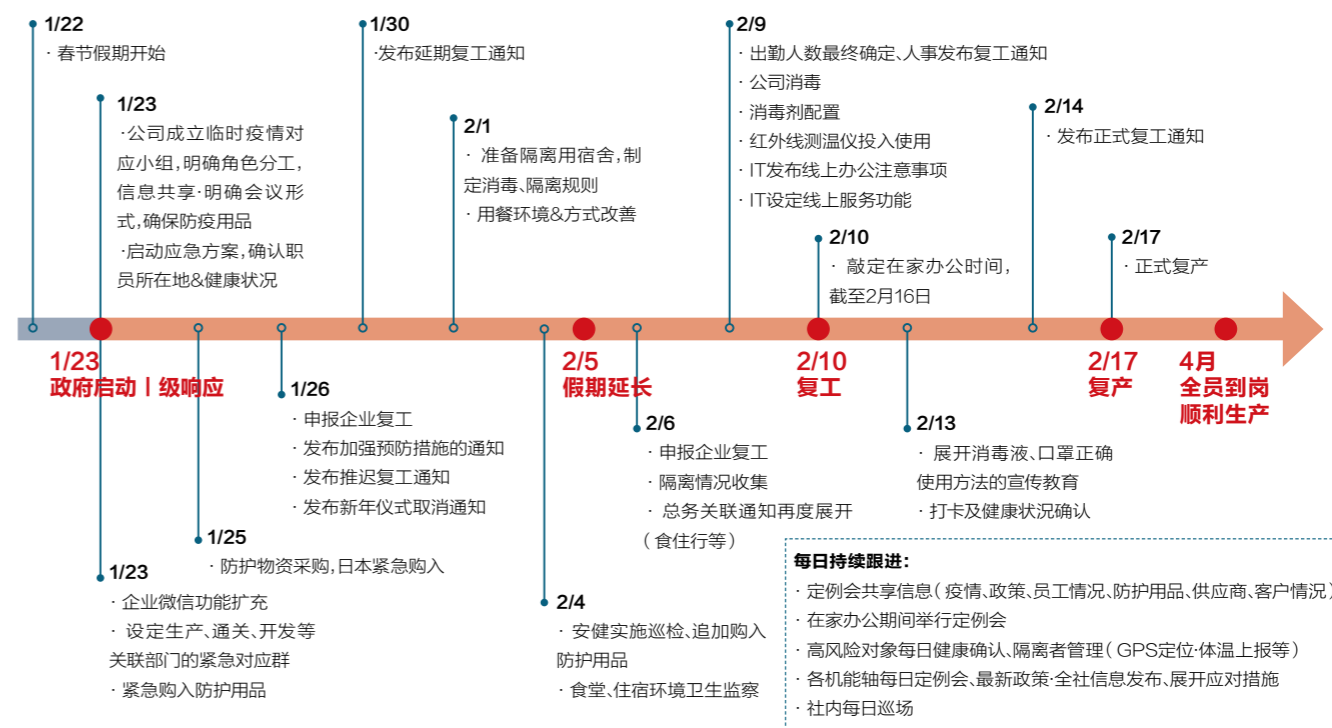 1/22
· 春节假期开始
1/23
·公司成立临时疫情对
应小组,明确角色分工,
信息共享·明确会议形
式,确保防疫用品
·启动应急方案,确认职
员所在地&健康状况
1/30
·发布延期复工通知
2/1
· 准备隔离用宿舍,制
定消毒、隔离规则
· 用餐环境&方式改善
2/9
· 出勤人数最终确定、人事发布复工通知
· 公司消毒
· 消毒剂配置
· 红外线测温仪投入使用
· IT发布线上办公注意事项
· IT设定线上服务功能
2/10
· 敲定在家办公时间,
截至2月16日
2/14
· 发布正式复工通知
2/17
· 正式复产
1/23
政府启动Ⅰ级响应
2/5
假期延长
2/10
复工
2/17
复产
4月
全员到岗
顺利生产
1/23
· 企业微信功能扩充
· 设定生产、通关、开发等
关联部门的紧急对应群
· 紧急购入防护用品
1/25
· 防护物资采购,日本紧急购入
1/26
· 申报企业复工
· 发布加强预防措施的通知
· 发布推迟复工通知
· 发布新年仪式取消通知
2/4
· 安健实施巡检、追加购入
防护用品
· 食堂、住宿环境卫生监察
2/6
· 申报企业复工
· 隔离情况收集
· 总务关联通知再度展开
（食住行等）
2/13
· 展开消毒液、口罩正确
使用方法的宣传教育
· 打卡及健康状况确认
每日持续跟进:
· 定例会共享信息（疫情、政策、员工情况、防护用品、供应商、客户情况）
· 在家办公期间举行定例会
· 高风险对象每日健康确认、隔离者管理（GPS定位·体温上报等）
· 各机能轴每日定例会、最新政策·全社信息发布、展开应对措施
· 社内每日巡场